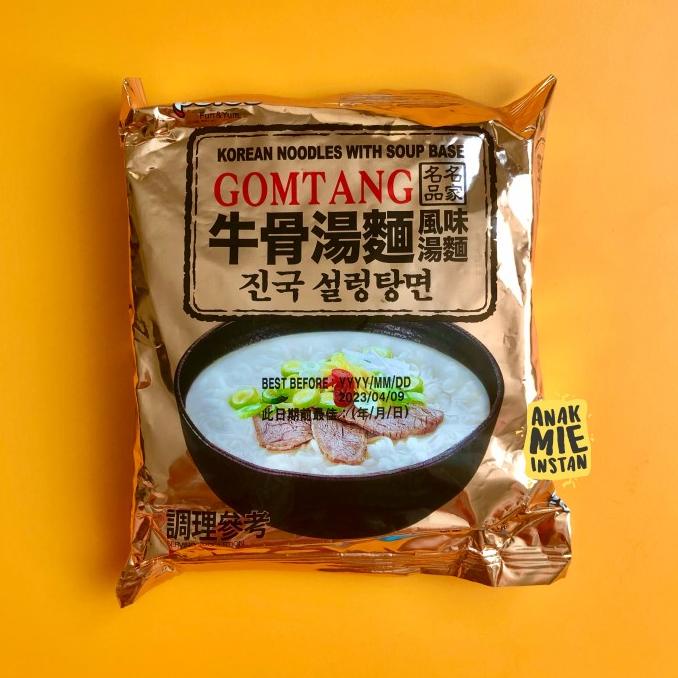 Fun&Yum
KOREAN NOODLES WITH SOUP BASE
GOMTANG
名名
品家
牛骨湯麵
風味
湯麵
진국 설렁탕면
BEST BEFORE : YYYY/MM/DD
2023/04/09
此日期前最佳 : (年/月/日)
ANAK
MIE
INSTAN
調理參考